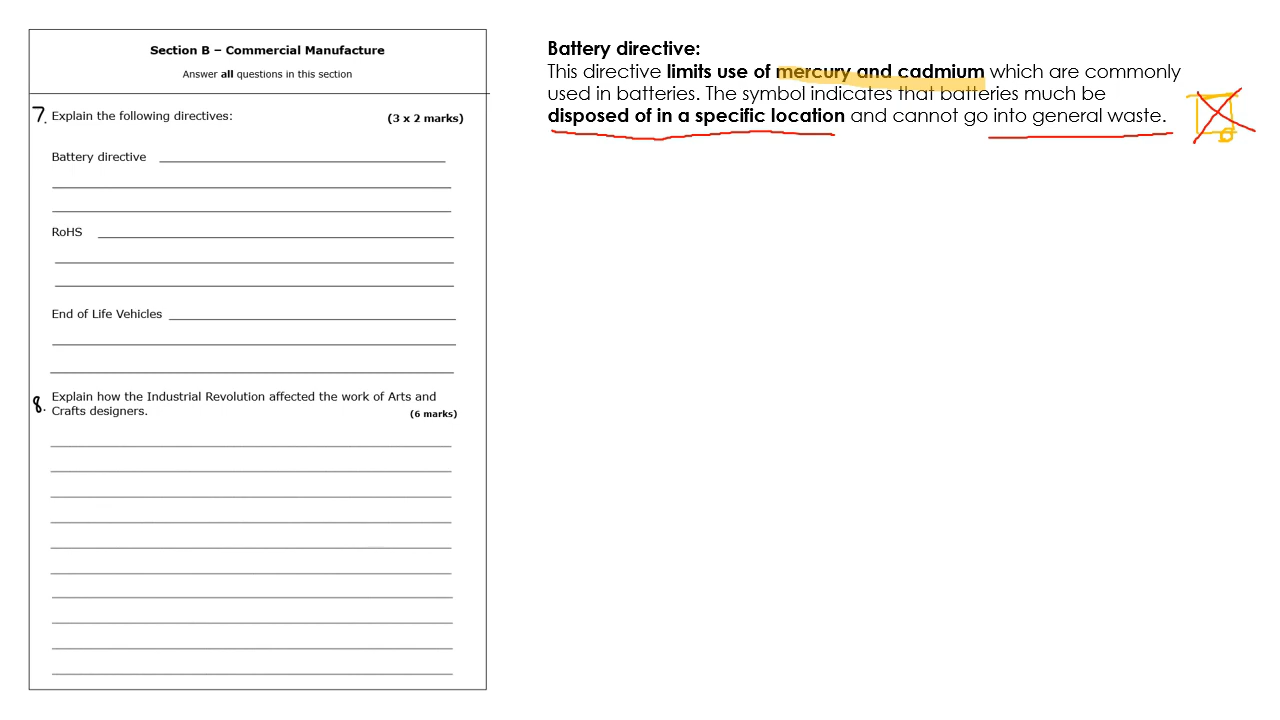 Section B – Commercial Manufacture
Answer all questions in this section
7. Explain the following directives:
(3 x 2 marks)
Battery directive
RoHS
End of Life Vehicles
8. Explain how the Industrial Revolution affected the work of Arts and
Crafts designers.
(6 marks)
Battery directive:
This directive limits use of mercury and cadmium which are commonly
used in batteries. The symbol indicates that batteries much be
disposed of in a specific location and cannot go into general waste.